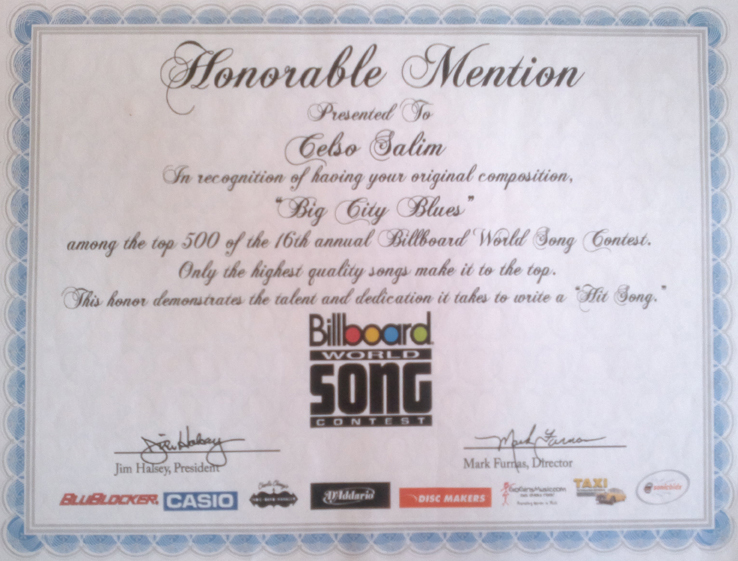 Honorable Mention
Presented To
Celso Salim
In recognition of having your original composition,
"Big City Blues"
among the top 500 of the 16th annual Billboard World Song Contest.
Only the highest quality songs make it to the top.
This honor demonstrates the talent and dedication it takes to write a "Hit Song."
Billboard
WORLD
SONG
CONTEST
Jim Halsey, President
Mark Furnas, Director
BLUBLOCKER. CASIO D'Addario DISC MAKERS TAXI